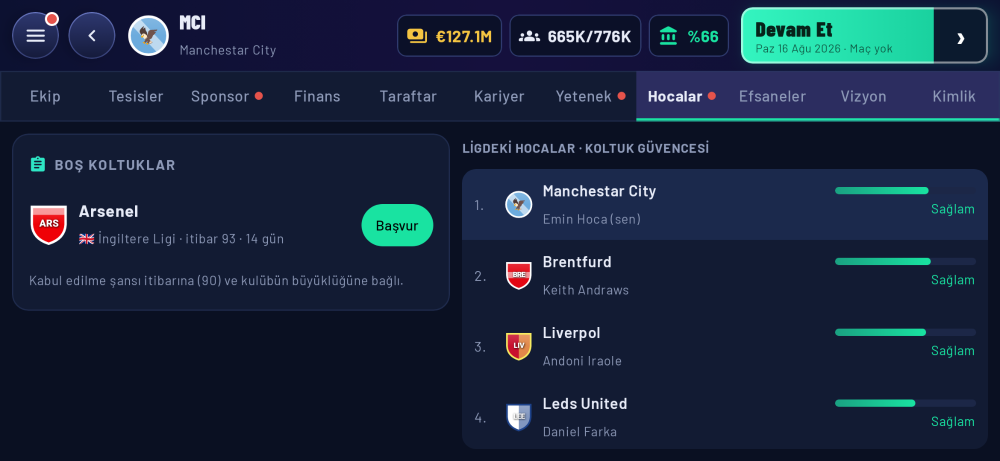 MCI
Manchestar City
€127.1M
665K/776K
%66
Devam Et
Paz 16 Ağu 2026 · Maç yok
Ekip
Tesisler
Sponsor
Finans
Taraftar
Kariyer
Yetenek
Hocalar
Efsaneler
Vizyon
Kimlik
BOŞ KOLTUKLAR
ARS
Arsenel
İngiltere Ligi · itibar 93 · 14 gün
Başvur
Kabul edilme şansı itibarına (90) ve kulübün büyüklüğüne bağlı.
LİGDEKİ HOCALAR · KOLTUK GÜVENCESİ
1.
Manchestar City
Emin Hoca (sen)
Sağlam
2.
BRE
Brentfurd
Keith Andraws
Sağlam
3.
LIV
Liverpol
Andoni Iraole
Sağlam
4.
LEE
Leds United
Daniel Farka
Sağlam